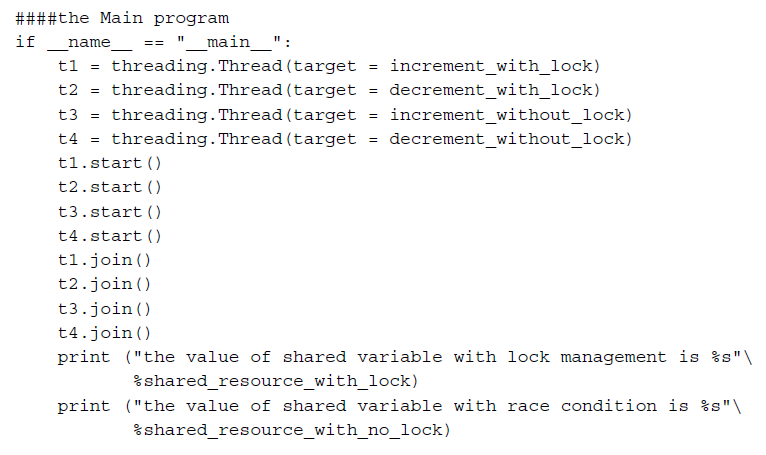 ####the Main program
if __name__ == "__main__":
    t1 = threading.Thread(target = increment_with_lock)
    t2 = threading.Thread(target = decrement_with_lock)
    t3 = threading.Thread(target = increment_without_lock)
    t4 = threading.Thread(target = decrement_without_lock)
    t1.start()
    t2.start()
    t3.start()
    t4.start()
    t1.join()
    t2.join()
    t3.join()
    t4.join()
    print ("the value of shared variable with lock management is %s"\
           %shared_resource_with_lock)
    print ("the value of shared variable with race condition is %s"\
           %shared_resource_with_no_lock)